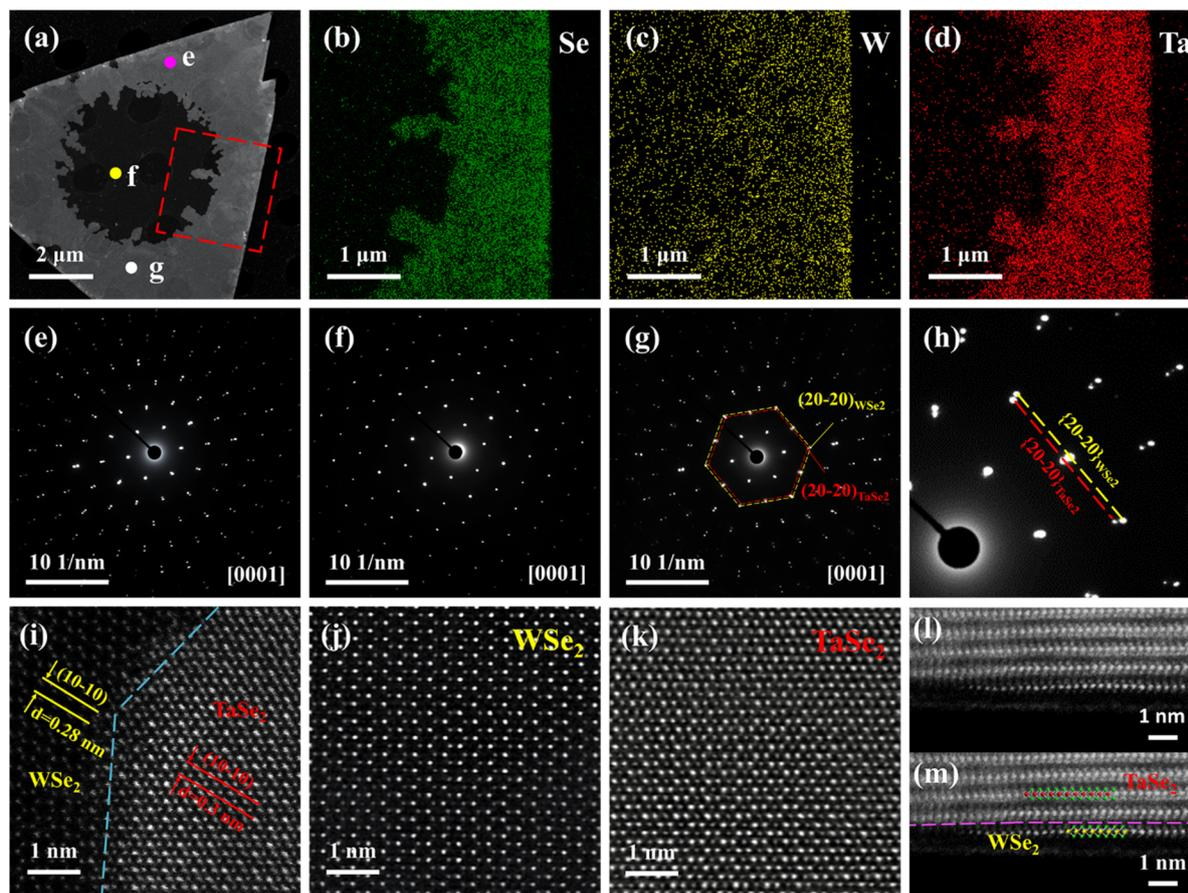 (a)
e
f
g
2 μm
(b)
Se
1 μm
(c)
W
1 μm
(d)
Ta
1 μm
(e)
10 1/nm
[0001]
(f)
10 1/nm
[0001]
(g)
(20-20)WSe2
(20-20)TaSe2
10 1/nm
[0001]
(h)
{20-20}WSe2
{20-20}TaSe2
(i)
(10-10)
d=0.28 nm
TaSe2
(10-10)
d=0.3 nm
WSe2
1 nm
(j)
WSe2
1 nm
(k)
TaSe2
1 nm
(l)
1 nm
(m)
TaSe2
WSe2
1 nm